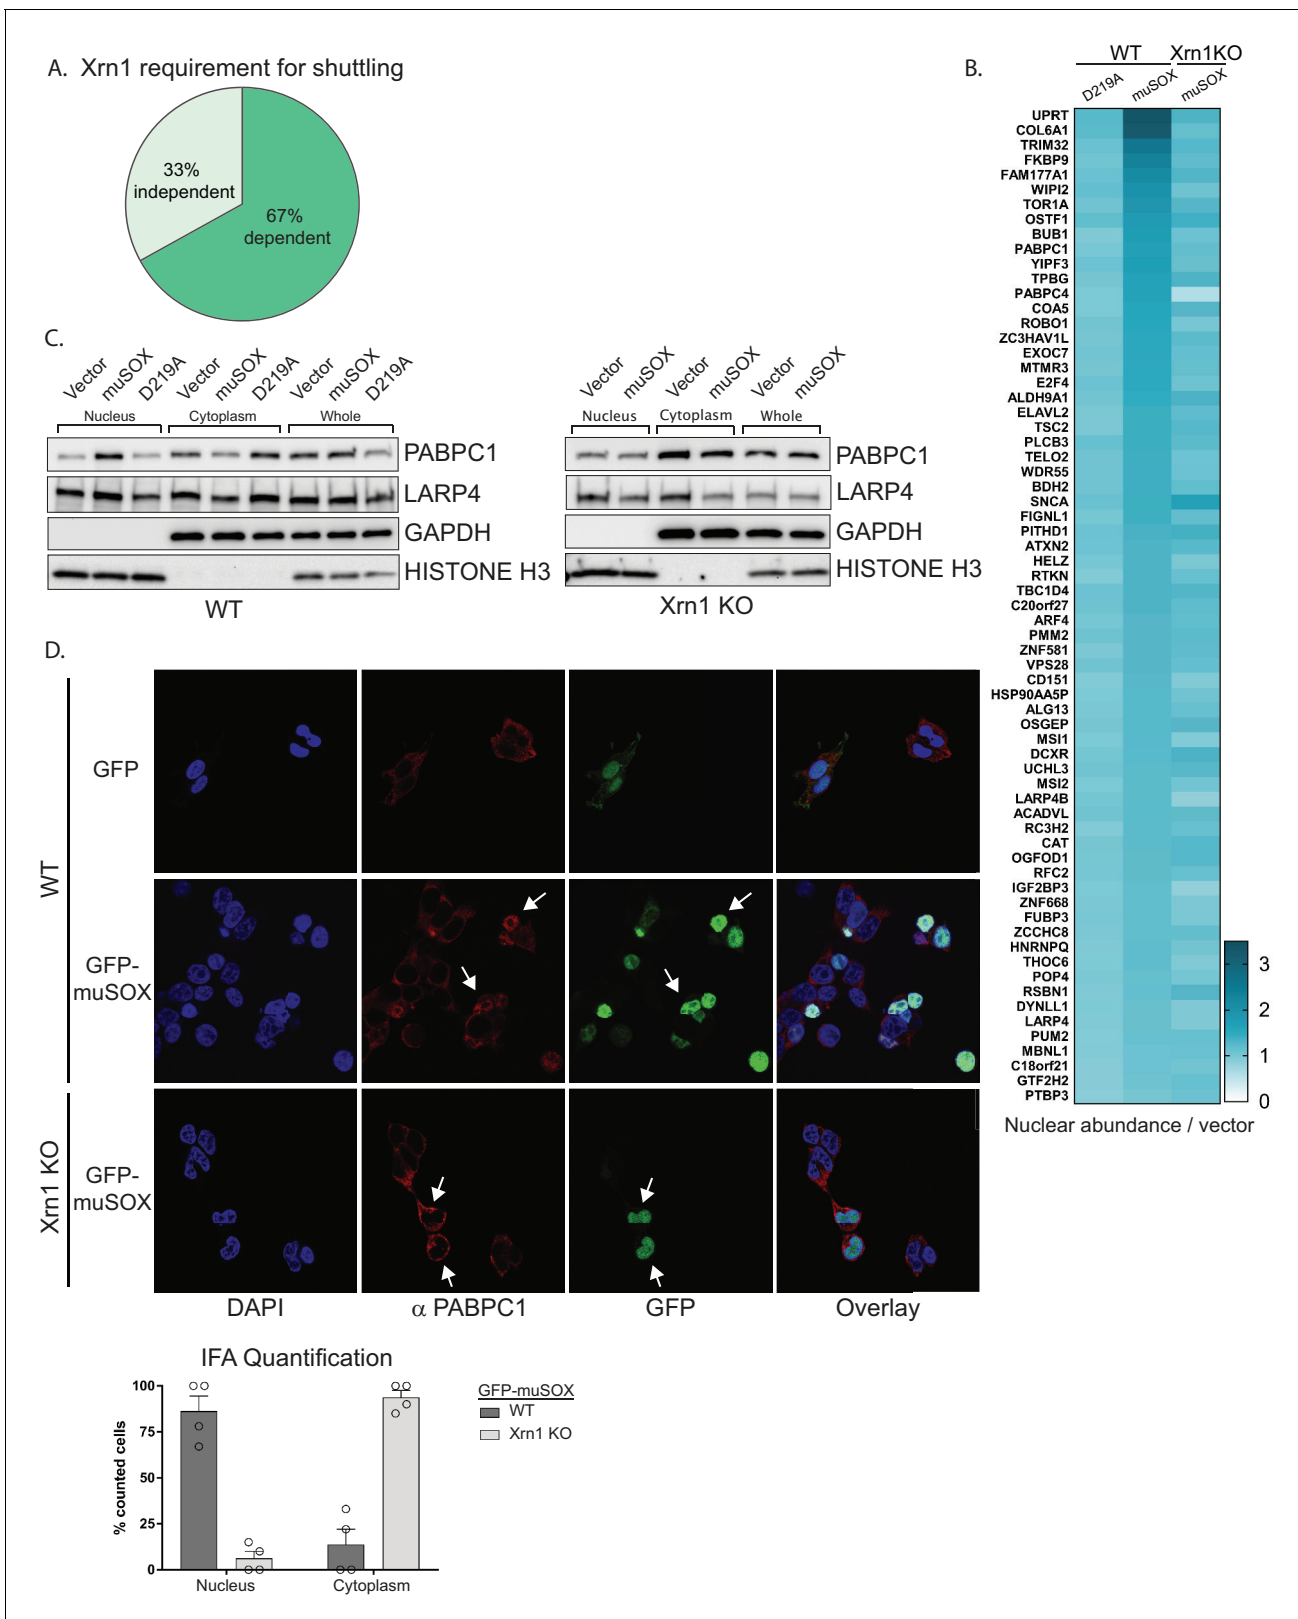 A. Xrn1 requirement for shuttling
33%
independent
67%
dependent
B.
WT
Xrn1KO
D219A
muSOX
muSOX
UPRT
COL6A1
TRIM32
FKBP9
FAM177A1
WIPI2
TOR1A
OSTF1
BUB1
PABPC1
YIPF3
TPBG
PABPC4
COA5
ROBO1
ZC3HAV1L
EXOC7
MTMR3
E2F4
ALDH9A1
ELAVL2
TSC2
PLCB3
TELO2
WDR55
BDH2
SNCA
FIGNL1
PITHD1
ATXN2
HELZ
RTKN
TBC1D4
C20orf27
ARF4
PMM2
ZNF581
VPS28
CD151
HSP90AA5P
ALG13
OSGEP
MSI1
DCXR
UCHL3
MSI2
LARP4B
ACADVL
RC3H2
CAT
OGFOD1
RFC2
IGF2BP3
ZNF668
FUBP3
ZCCHC8
HNRNPQ
THOC6
POP4
RSBN1
DYNLL1
LARP4
PUM2
MBNL1
C18orf21
GTF2H2
PTBP3
3
2
1
0
Nuclear abundance / vector
C.
Vector
muSOX
D219A
Vector
muSOX
D219A
Vector
muSOX
D219A
Nucleus
Cytoplasm
Whole
PABPC1
LARP4
GAPDH
HISTONE H3
WT
Vector
muSOX
Vector
muSOX
Vector
muSOX
Nucleus
Cytoplasm
Whole
PABPC1
LARP4
GAPDH
HISTONE H3
Xrn1 KO
D.
WT
GFP
GFP-
muSOX
Xrn1 KO
GFP-
muSOX
DAPI
α PABPC1
GFP
Overlay
IFA Quantification
% counted cells
100
75
50
25
0
Nucleus
Cytoplasm
GFP-muSOX
WT
Xrn1 KO